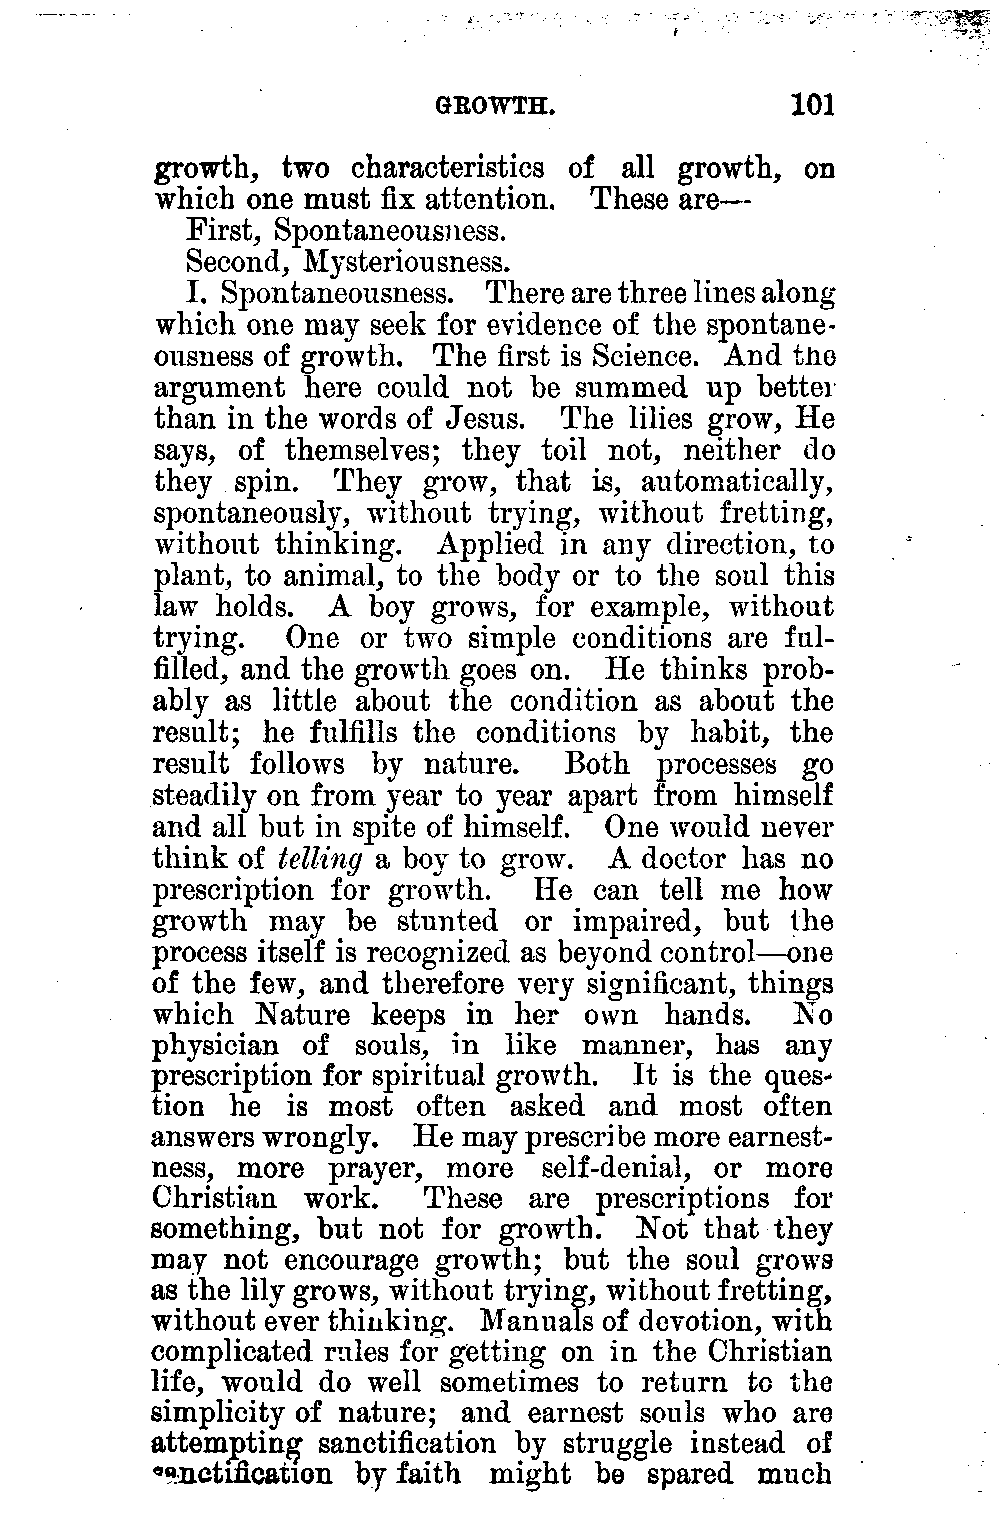 GROWTH. 101
growth, two characteristics of all growth, on
which one must fix attention. These are—
First, Spontaneousness.
Second, Mysteriousness.
I. Spontaneousness. There are three lines along
which one may seek for evidence of the spontane-
ousness of growth. The first is Science. And the
argument here could not be summed up better
than in the words of Jesus. The lilies grow, He
says, of themselves; they toil not, neither do
they spin. They grow, that is, automatically,
spontaneously, without trying, without fretting,
without thinking. Applied in any direction, to
plant, to animal, to the body or to the soul this
law holds. A boy grows, for example, without
trying. One or two simple conditions are ful-
filled, and the growth goes on. He thinks prob-
ably as little about the condition as about the
result; he fulfills the conditions by habit, the
result follows by nature. Both processes go
steadily on from year to year apart from himself
and all but in spite of himself. One would never
think of telling a boy to grow. A doctor has no
prescription for growth. He can tell me how
growth may be stunted or impaired, but the
process itself is recognized as beyond control—one
of the few, and therefore very significant, things
which Nature keeps in her own hands. No
physician of souls, in like manner, has any
prescription for spiritual growth. It is the ques-
tion he is most often asked and most often
answers wrongly. He may prescribe more earnest-
ness, more prayer, more self-denial, or more
Christian work. These are prescriptions for
something, but not for growth. Not that they
may not encourage growth; but the soul grows
as the lily grows, without trying, without fretting,
without ever thinking. Manuals of devotion, with
complicated rules for getting on in the Christian
life, would do well sometimes to return to the
simplicity of nature; and earnest souls who are
attempting sanctification by struggle instead of
sanctification by faith might be spared much